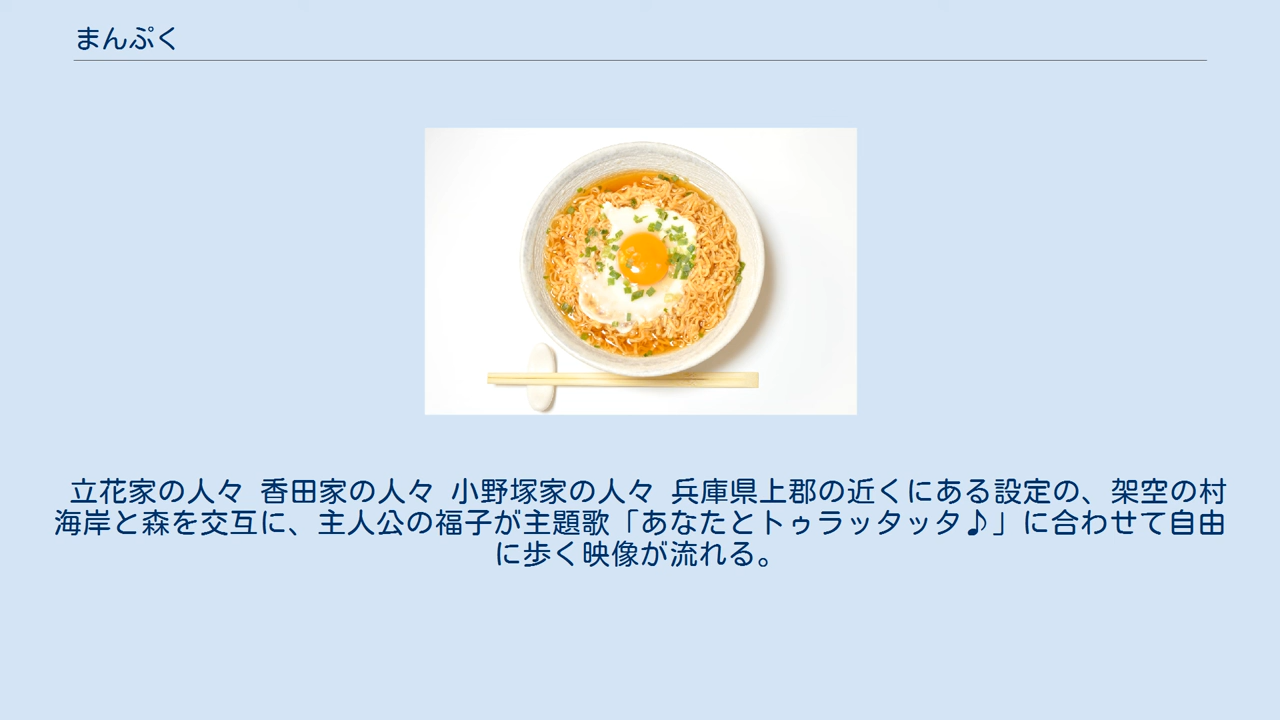 まんぷく
立花家の人々 香田家の人々 小野塚家の人々 兵庫県上郡の近くにある設定の、架空の村
海岸と森を交互に、主人公の福子が主題歌「あなたとトゥラッタッタ♪」に合わせて自由
に歩く映像が流れる。